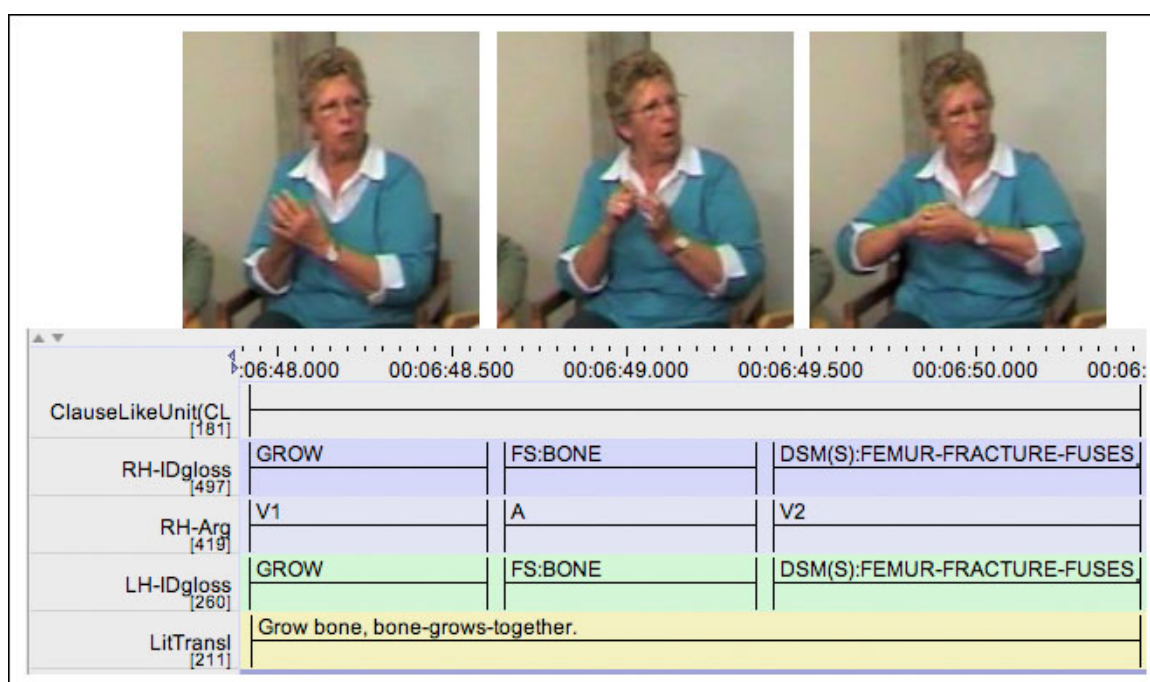 :06:48.000 00:06:48.500 00:06:49.000 00:06:49.500 00:06:50.000 00:06:
ClauseLikeUnit(CL
[181]
RH-IDgloss GROW FS:BONE DSM(S):FEMUR-FRACTURE-FUSES
[497]
RH-Arg V1 A V2
[419]
LH-IDgloss GROW FS:BONE DSM(S):FEMUR-FRACTURE-FUSES
[260]
LitTransl Grow bone, bone-grows-together.
[211]